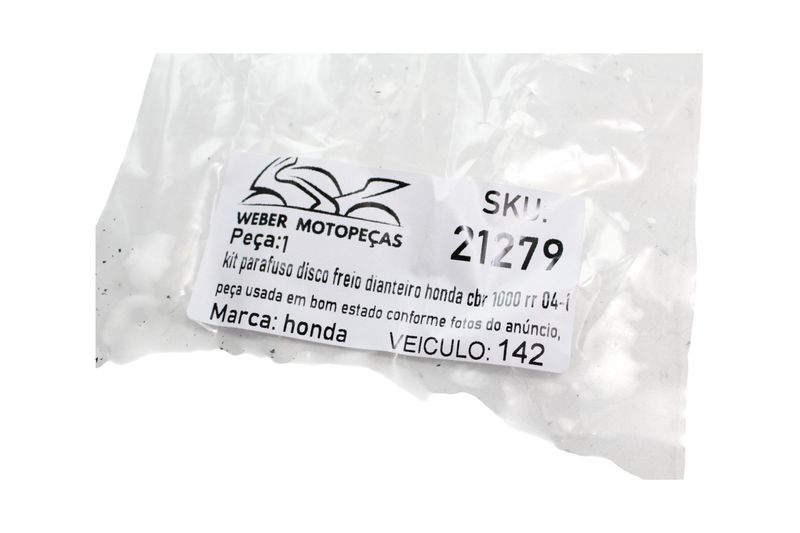 WEBER MOTOPEÇAS
SKU.
21279
Peça:1
kit parafuso disco freio dianteiro honda cbr 1000 rr
peça usada em bom estado conforme fotos do anúncio,
Marca: honda
VEICULO: 142